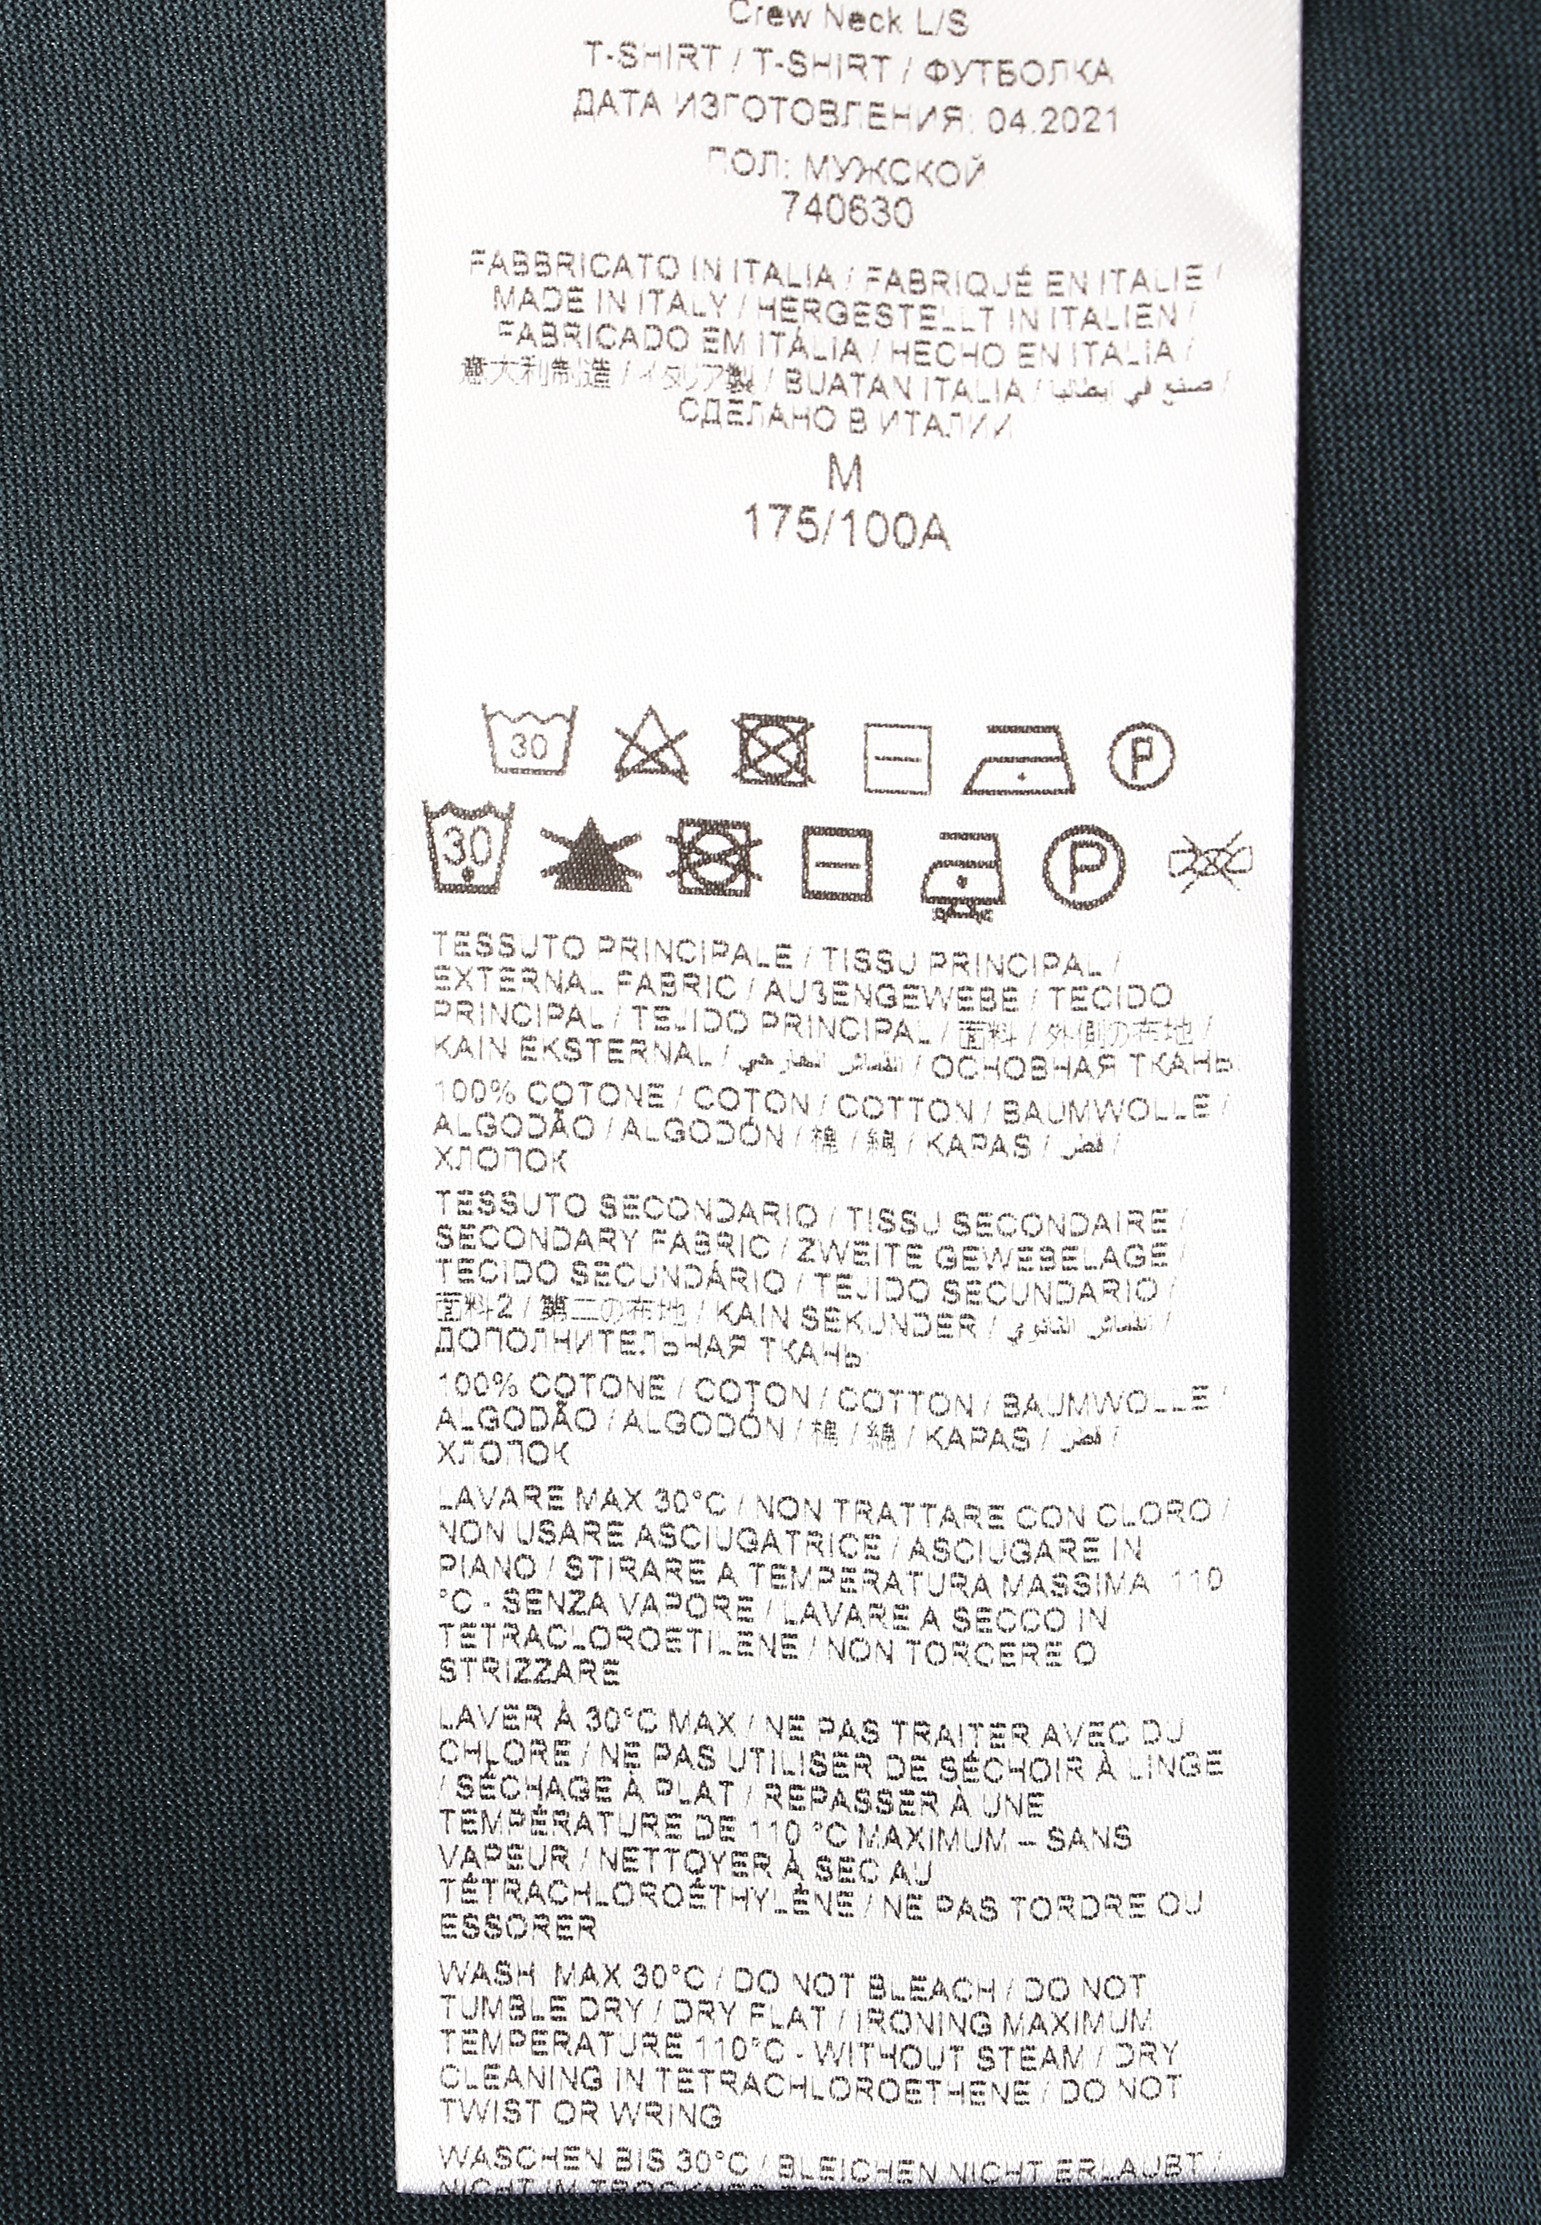 Crew Neck L/S
T-SHIRT / T-SHIRT / ФУТБОЛКА
ДАТА ИЗГОТОВЛЕНИЯ: 04.2021
ПОЛ: МУЖСКОЙ
740630
FABBRICATO IN ITALIA / FABRIQUÉ EN ITALIE /
MADE IN ITALY / HERGESTELLT IN ITALIEN /
FABRICADO EM ITÁLIA / HECHO EN ITALIA /
意大利制造 / イタリア製 / BUATAN ITALIA / صنع في ايطاليا /
СДЕЛАНО В ИТАЛИИ
M
175/100A
30 P
30 P
TESSUTO PRINCIPALE / TISSU PRINCIPAL /
EXTERNAL FABRIC / AUßENGEWEBE / TECIDO
PRINCIPAL / TEJIDO PRINCIPAL / 面料 / 外側の布地 /
KAIN EKSTERNAL / القماش الخارجي / ОСНОВНАЯ ТКАНЬ:
100% COTONE / COTON / COTTON / BAUMWOLLE /
ALGODÃO / ALGODÓN / 棉 / 綿 / KAPAS / قطن /
ХЛОПОК
TESSUTO SECONDARIO / TISSU SECONDAIRE /
SECONDARY FABRIC / ZWEITE GEWEBELAGE /
TECIDO SECUNDÁRIO / TEJIDO SECUNDARIO /
面料2 / 第二の布地 / KAIN SEKUNDER / القماش الثانوي /
ДОПОЛНИТЕЛЬНАЯ ТКАНЬ:
100% COTONE / COTON / COTTON / BAUMWOLLE /
ALGODÃO / ALGODÓN / 棉 / 綿 / KAPAS / قطن /
ХЛОПОК
LAVARE MAX 30°C / NON TRATTARE CON CLORO /
NON USARE ASCIUGATRICE / ASCIUGARE IN
PIANO / STIRARE A TEMPERATURA MASSIMA 110
°C - SENZA VAPORE / LAVARE A SECCO IN
TETRACLOROETILENE / NON TORCERE O
STRIZZARE
LAVER À 30°C MAX / NE PAS TRAITER AVEC DU
CHLORE / NE PAS UTILISER DE SÉCHOIR À LINGE
/ SÉCHAGE À PLAT / REPASSER À UNE
TEMPÉRATURE DE 110 °C MAXIMUM – SANS
VAPEUR / NETTOYER À SEC AU
TÉTRACHLOROÉTHYLÈNE / NE PAS TORDRE OU
ESSORER
WASH MAX 30°C / DO NOT BLEACH / DO NOT
TUMBLE DRY / DRY FLAT / IRONING MAXIMUM
TEMPERATURE 110°C - WITHOUT STEAM / DRY
CLEANING IN TETRACHLOROETHENE / DO NOT
TWIST OR WRING
WASCHEN BIS 30°C / BLEICHEN NICHT ERLAUBT /
NICHT IM